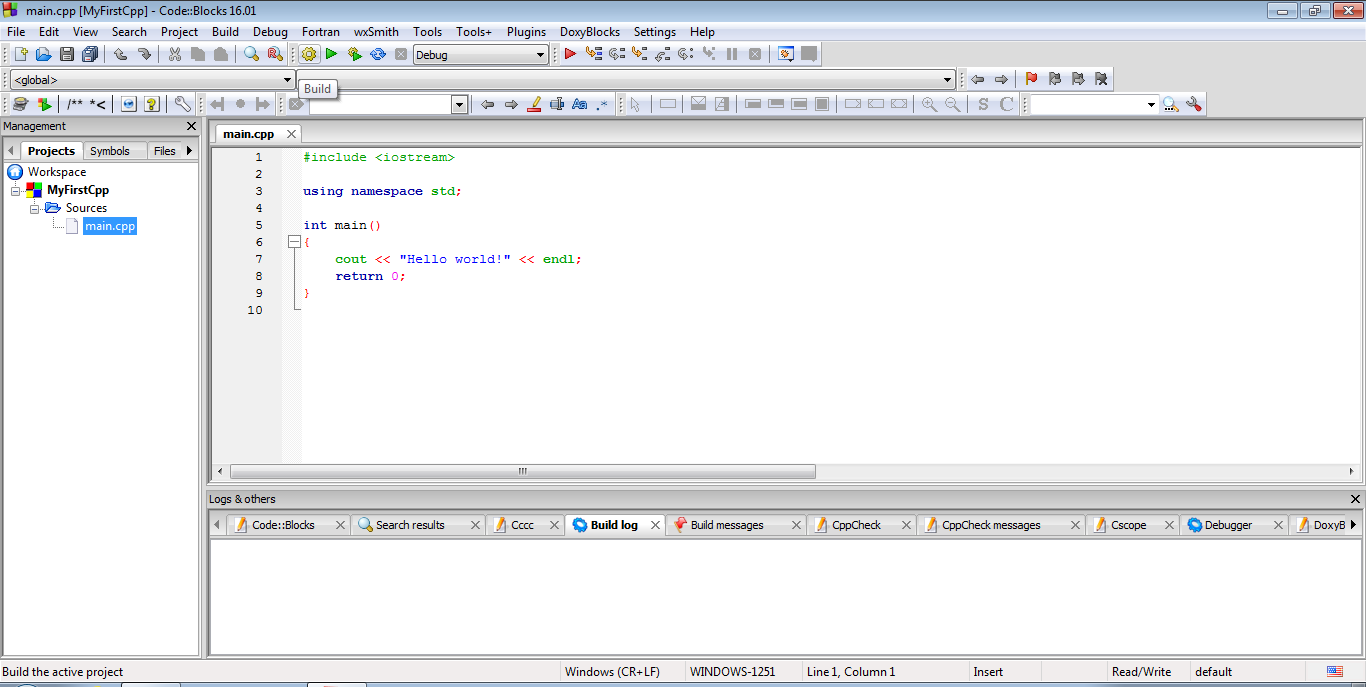 main.cpp [MyFirstCpp] - Code::Blocks 16.01
File Edit View Search Project Build Debug Fortran wxSmith Tools Tools+ Plugins DoxyBlocks Settings Help
Debug
<global>
Build
/** *<
Aa .*
S C
Management
Projects Symbols Files
Workspace
MyFirstCpp
Sources
main.cpp
main.cpp
1 #include <iostream>
2
3 using namespace std;
4
5 int main()
6 {
7 cout << "Hello world!" << endl;
8 return 0;
9 }
10
Logs & others
Code::Blocks Search results Cccc Build log Build messages CppCheck CppCheck messages Cscope Debugger DoxyB
Build the active project Windows (CR+LF) WINDOWS-1251 Line 1, Column 1 Insert Read/Write default